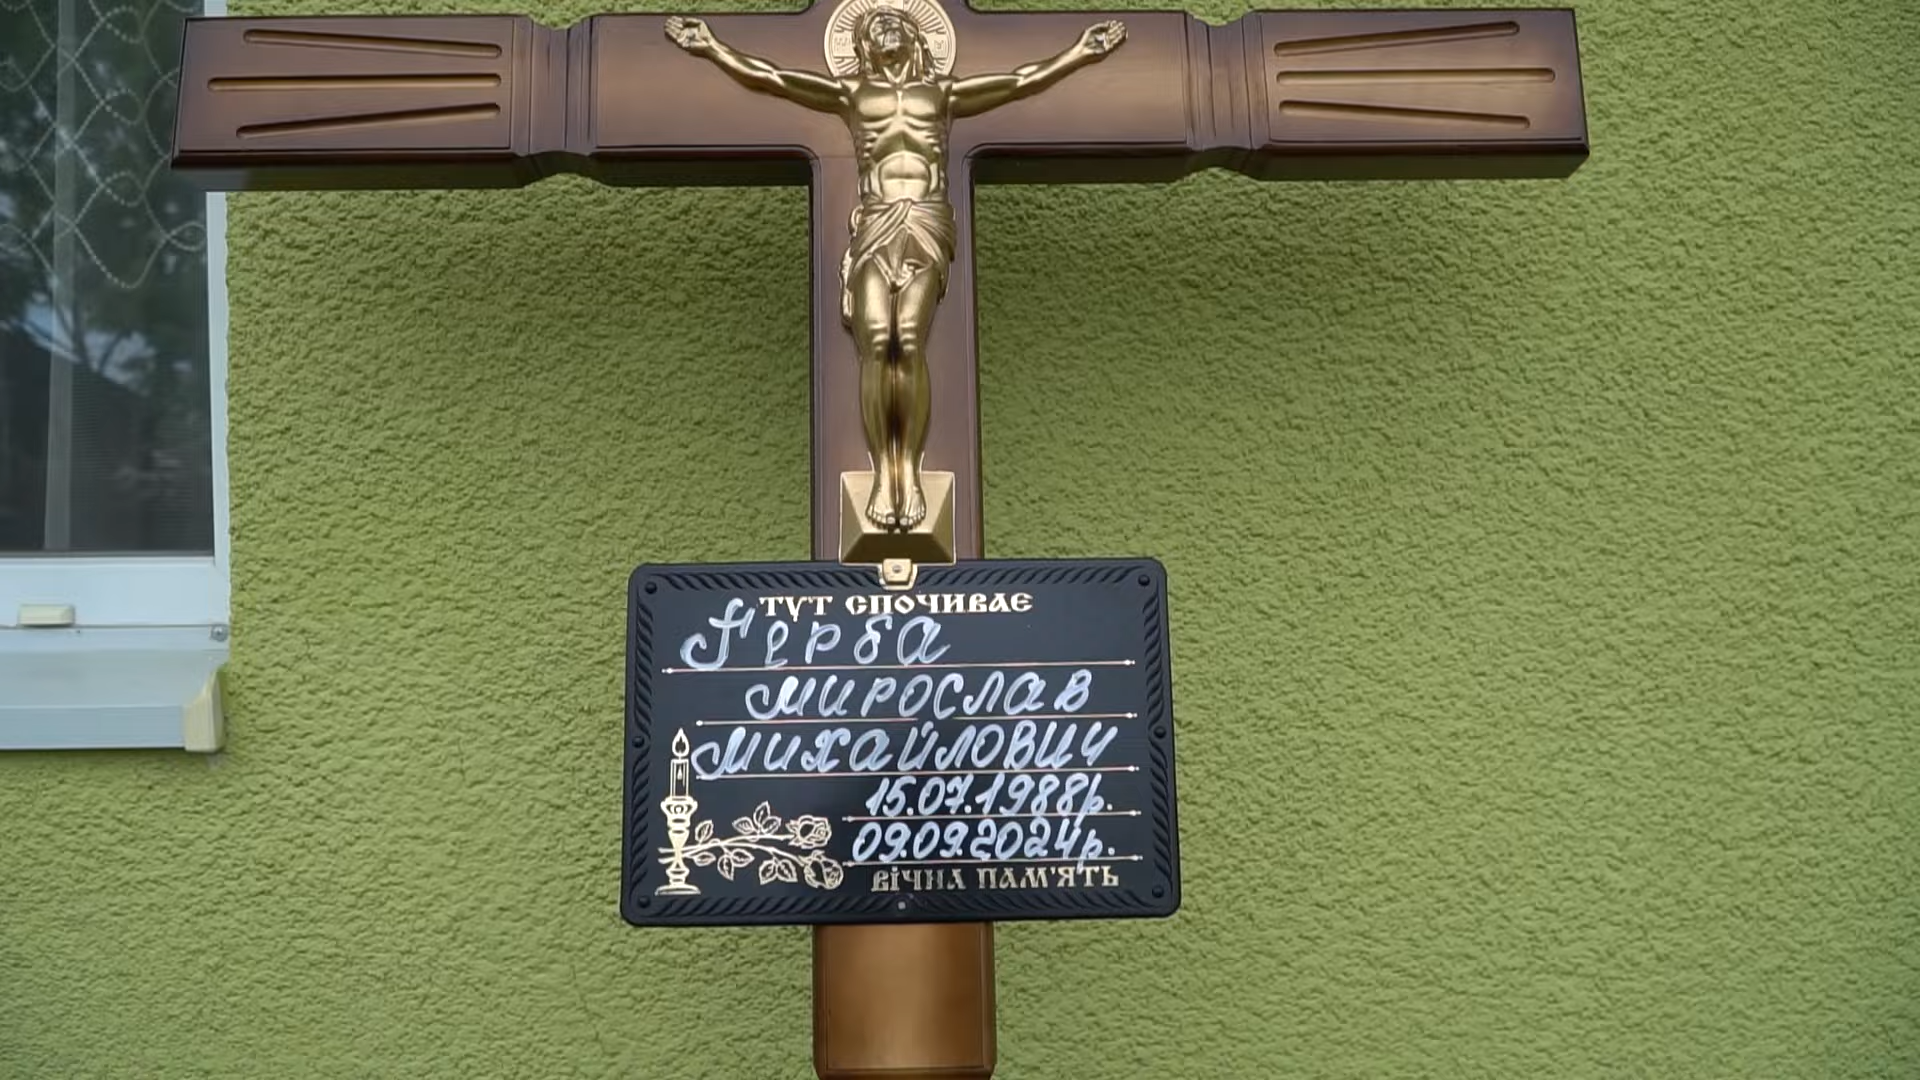 ТУТ СПОЧИВАЄ
Герба
Мирослав
Михайлович
15.07.1988р.
09.09.2024р.
ВІЧНА ПАМ'ЯТЬ